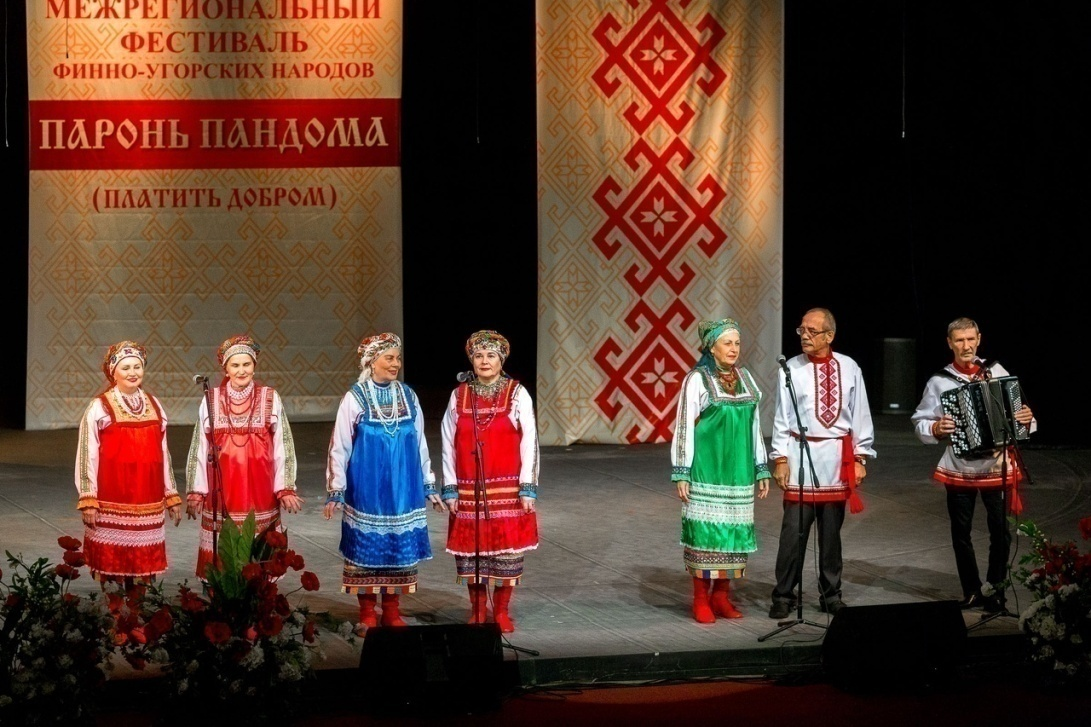 МЕЖРЕГИОНАЛЬНЫЙ
ФЕСТИВАЛЬ
ФИННО-УГОРСКИХ НАРОДОВ
ПАРОНЬ ПАНДОМА
(ПЛАТИТЬ ДОБРОМ)